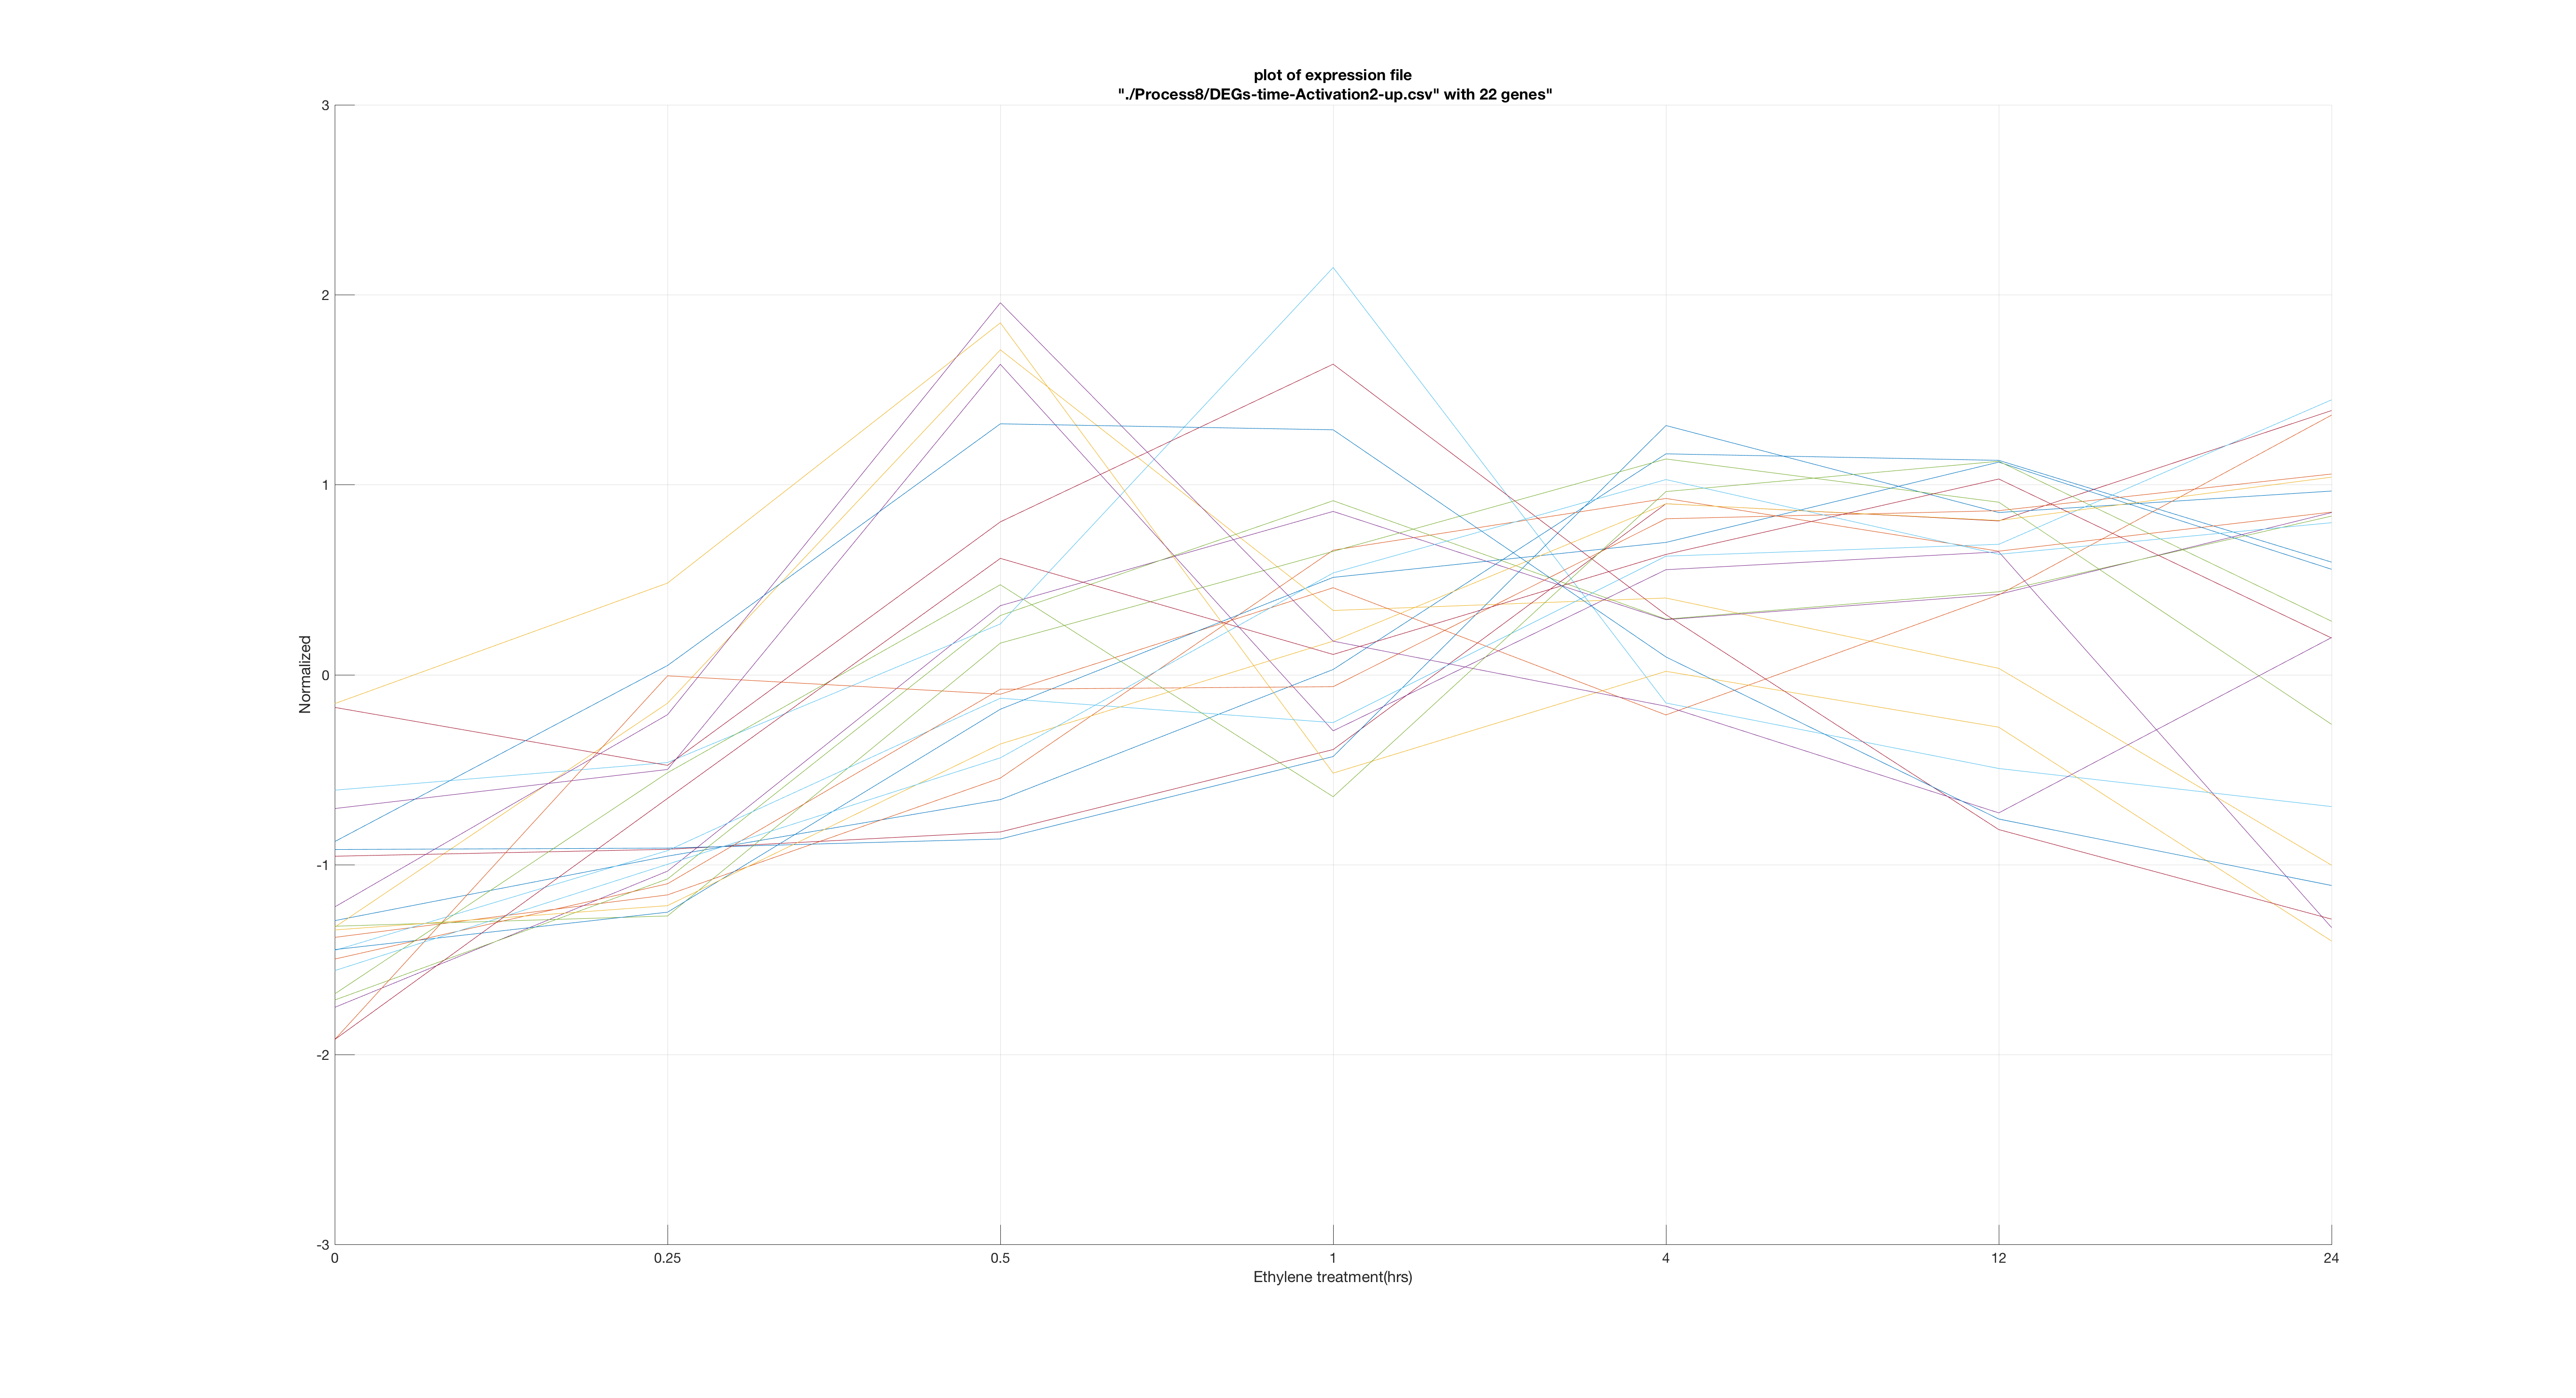 plot of expression file
"./Process8/DEGs-time-Activation2-up.csv" with 22 genes"
3
2
1
0
-1
-2
-3
Normalized
0 0.25 0.5 1 4 12 24
Ethylene treatment(hrs)